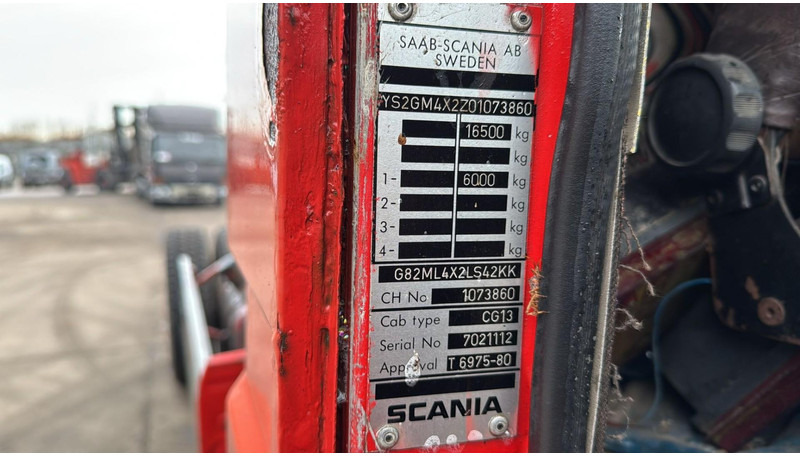 SAAB-SCANIA AB
SWEDEN
YS2GM4X2Z01073860
16500 kg
kg
1- 6000 kg
2- kg
3- kg
4- kg
G82ML4X2LS42KK
CH No 1073860
Cab type CG13
Serial No 7021112
Approval T 6975-80
SCANIA